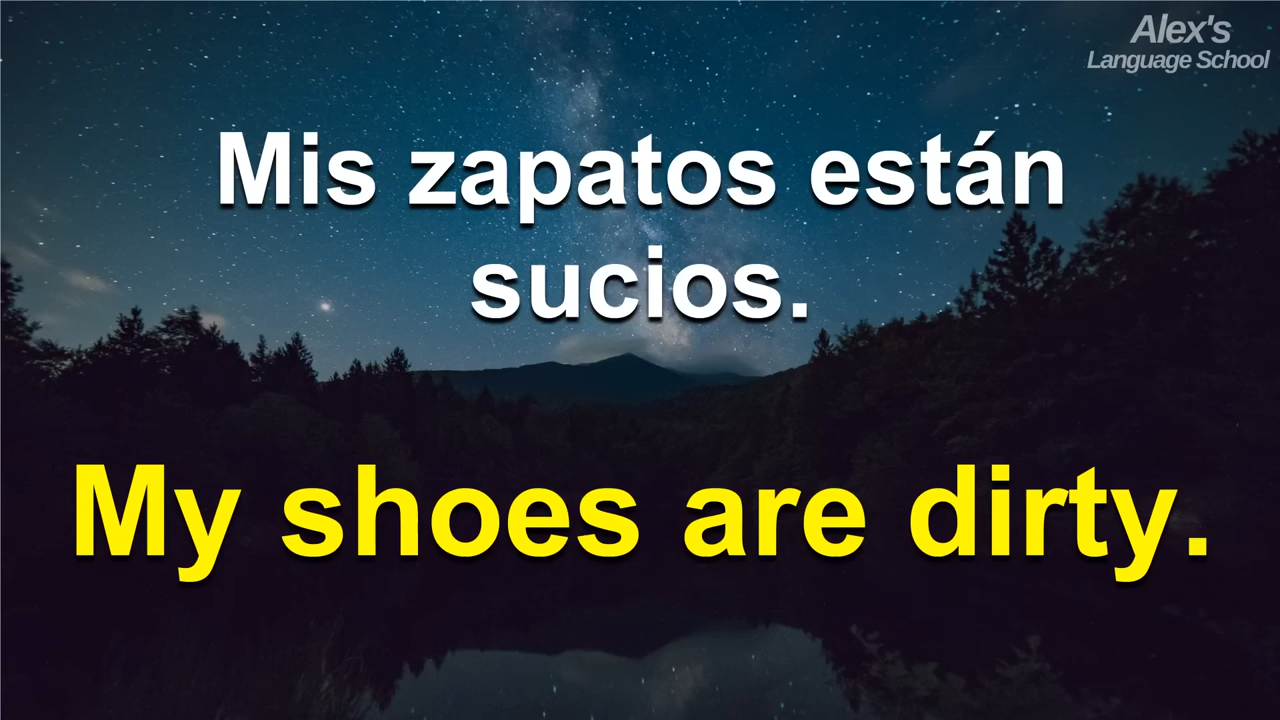 Alex's
Language School
Mis zapatos están
sucios.
My shoes are dirty.